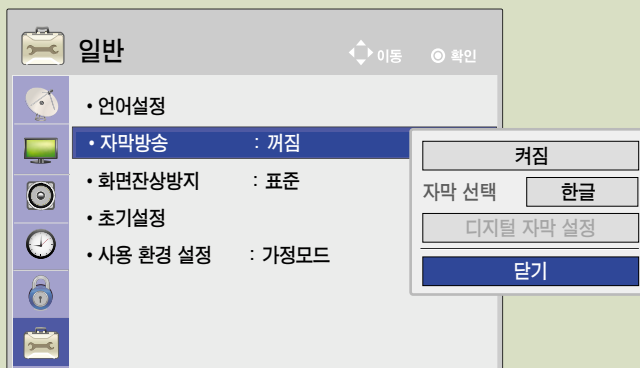 일반 이동 확인
• 언어설정
• 자막방송 : 꺼짐
• 화면잔상방지 : 표준
• 초기설정
• 사용 환경 설정 : 가정모드
켜짐
자막 선택 한글
디지털 자막 설정
닫기